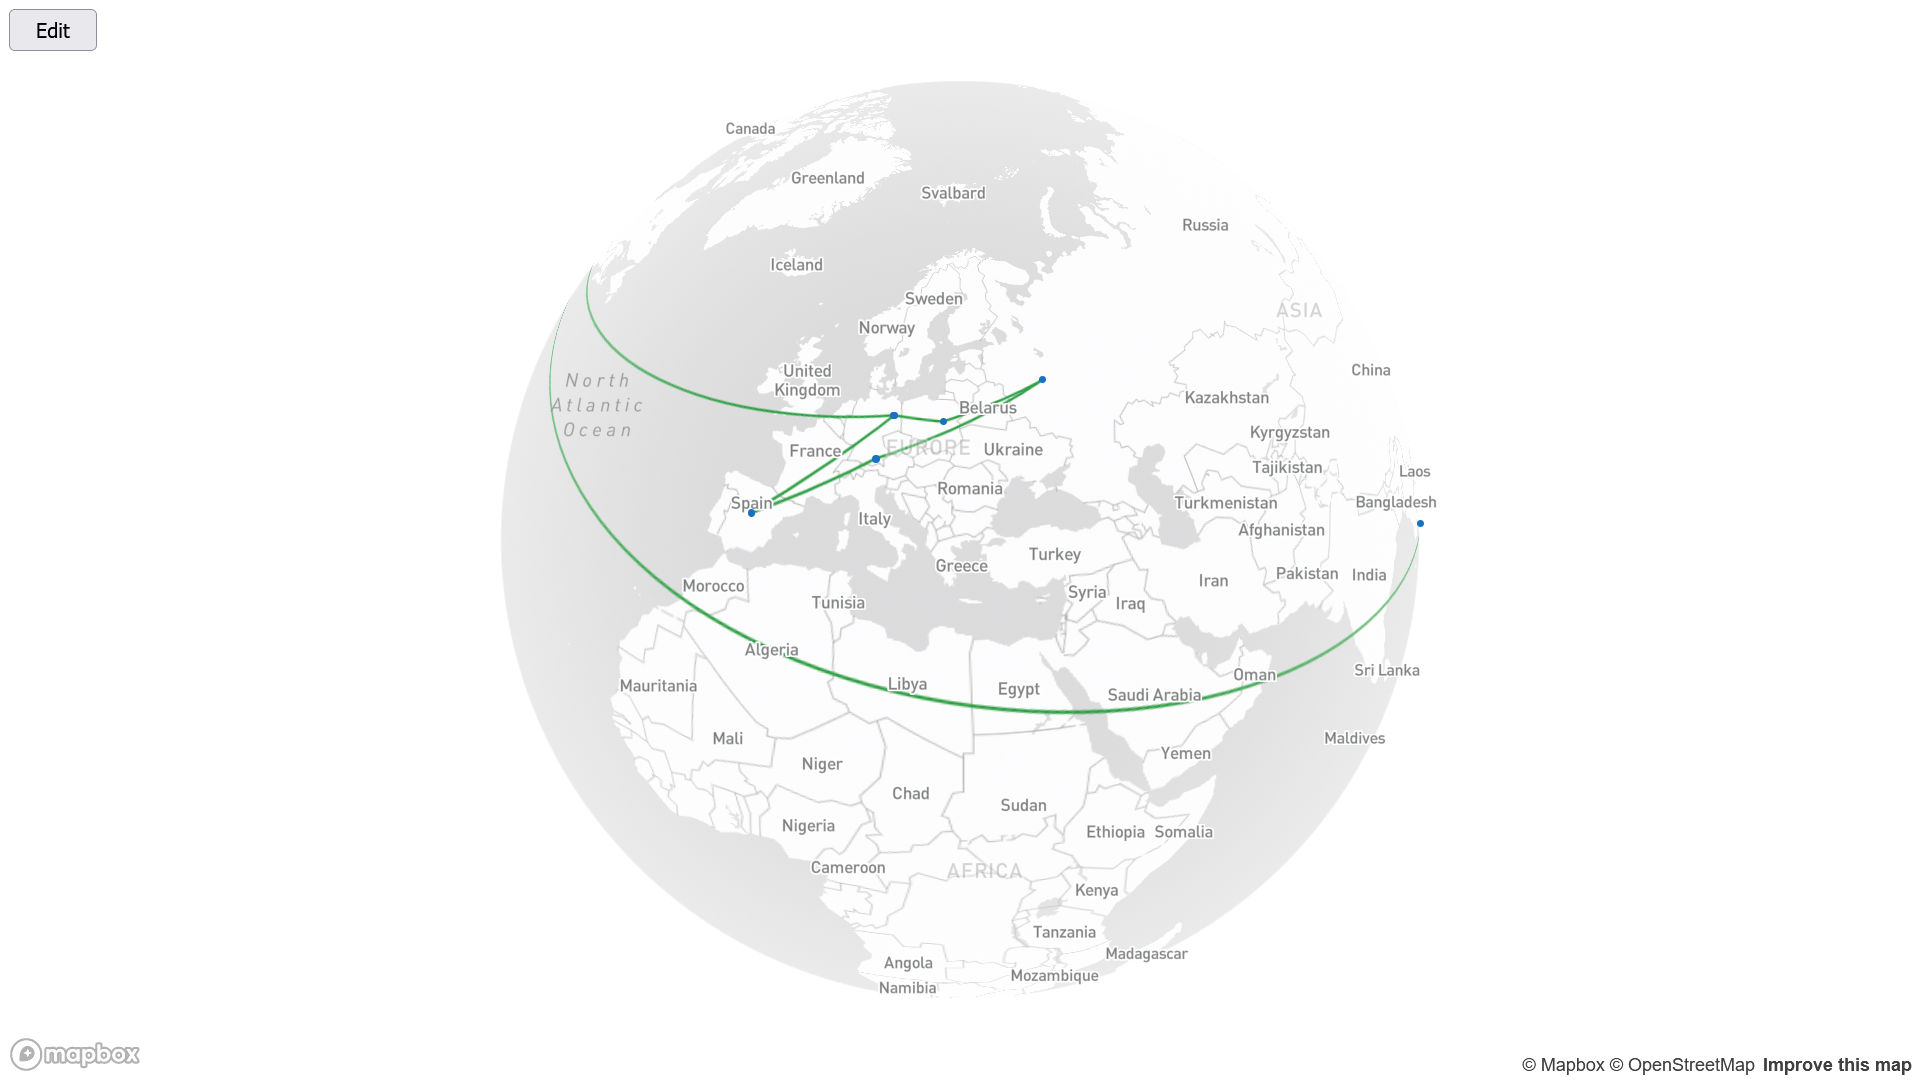 Edit
Canada
Greenland
Svalbard
Russia
Iceland
Sweden
ASIA
Norway
United
Kingdom
China
North
Atlantic
Ocean
Kazakhstan
Belarus
Kyrgyzstan
EUROPE
France
Ukraine
Tajikistan
Laos
Romania
Spain
Turkmenistan
Bangladesh
Italy
Afghanistan
Turkey
Greece
Pakistan
India
Iran
Morocco
Syria
Tunisia
Iraq
Algeria
Sri Lanka
Oman
Mauritania
Libya
Egypt
Saudi Arabia
Mali
Maldives
Yemen
Niger
Chad
Sudan
Nigeria
Ethiopia
Somalia
Cameroon
AFRICA
Kenya
Tanzania
Madagascar
Angola
Mozambique
Namibia
mapbox
© Mapbox © OpenStreetMap Improve this map